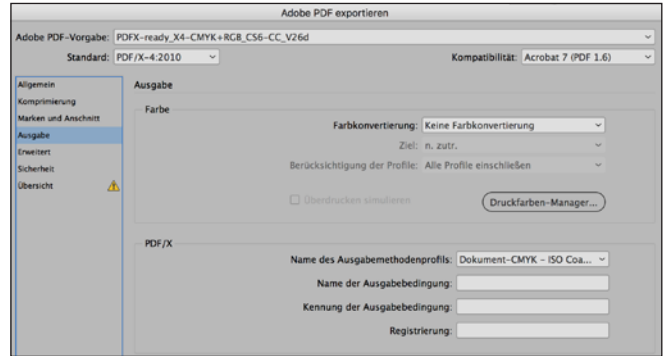 Adobe PDF exportieren
Adobe PDF-Vorgabe: PDFX-ready_X4-CMYK+RGB_CS6-CC_V26d
Standard: PDF/X-4:2010 Kompatibilität: Acrobat 7 (PDF 1.6)
Allgemein
Komprimierung
Marken und Anschnitt
Ausgabe
Erweitert
Sicherheit
Übersicht
Ausgabe
Farbe
Farbkonvertierung: Keine Farbkonvertierung
Ziel: n. zutr.
Berücksichtigung der Profile: Alle Profile einschließen
Überdrucken simulieren Druckfarben-Manager...
PDF/X
Name des Ausgabemethodenprofils: Dokument-CMYK - ISO Coa...
Name der Ausgabebedingung:
Kennung der Ausgabebedingung:
Registrierung: